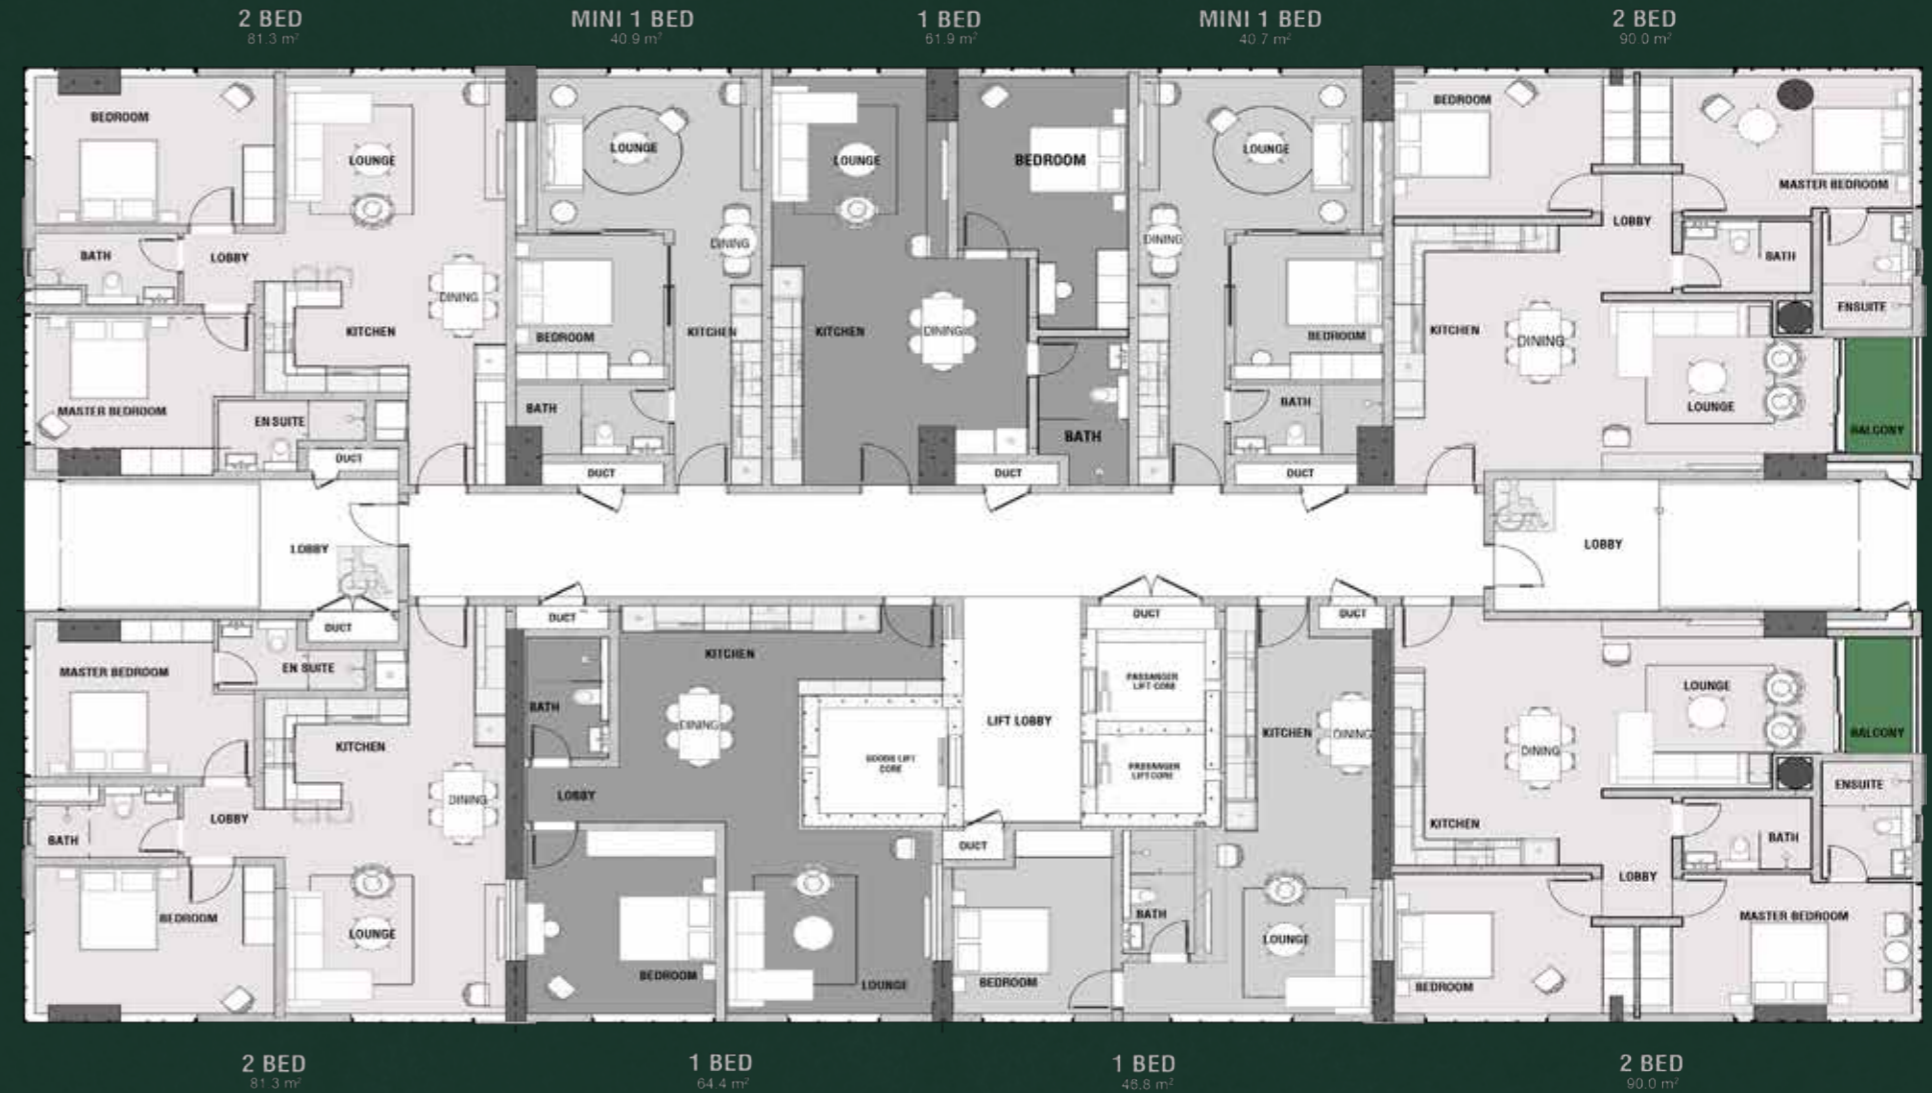 2 BED
81.3 m²
MINI 1 BED
40.9 m²
1 BED
61.9 m²
MINI 1 BED
40.7 m²
2 BED
90.0 m²
BEDROOM
LOUNGE
BATH
LOBBY
DINING
KITCHEN
MASTER BEDROOM
EN SUITE
DUCT
LOUNGE
DINING
BEDROOM
KITCHEN
BATH
DUCT
LOUNGE
BEDROOM
KITCHEN
DINING
BATH
DUCT
LOUNGE
DINING
BEDROOM
BATH
DUCT
BEDROOM
MASTER BEDROOM
LOBBY
BATH
ENSUITE
KITCHEN
DINING
LOUNGE
BALCONY
LOBBY
LOBBY
DUCT
MASTER BEDROOM
EN SUITE
KITCHEN
DINING
LOBBY
BATH
BEDROOM
LOUNGE
DUCT
KITCHEN
BATH
DINING
GOODS LIFT
CORE
LOBBY
BEDROOM
LOUNGE
LIFT LOBBY
DUCT
PASSANGER
LIFT CORE
PASSANGER
LIFT CORE
DUCT
DUCT
KITCHEN
DINING
BATH
BEDROOM
LOUNGE
LOUNGE
BALCONY
DINING
ENSUITE
KITCHEN
BATH
LOBBY
MASTER BEDROOM
BEDROOM
2 BED
81.3 m²
1 BED
64.4 m²
1 BED
46.8 m²
2 BED
90.0 m²